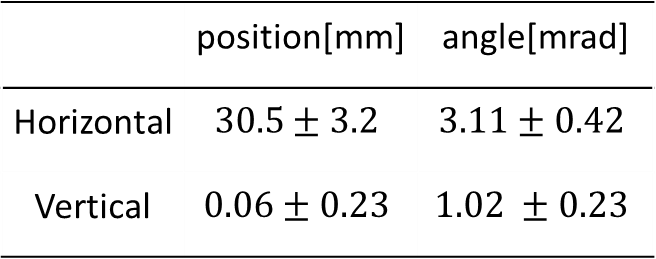 position[mm] angle[mrad]
Horizontal 30.5 ± 3.2 3.11 ± 0.42
Vertical 0.06 ± 0.23 1.02 ± 0.23